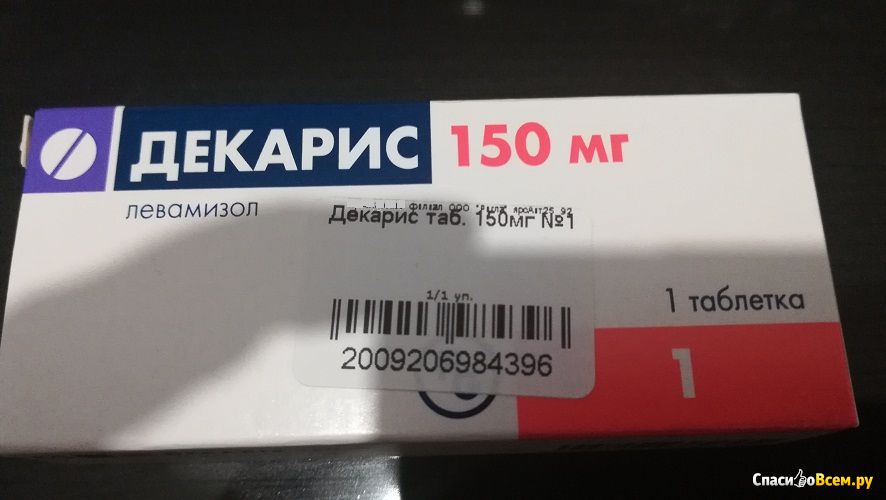 ДЕКАРИС 150 мг
левамизол
Декарис таб. 150мг №1
1/1 уп.
2009206984396
1 таблетка
1
СпасибоВсем.ру